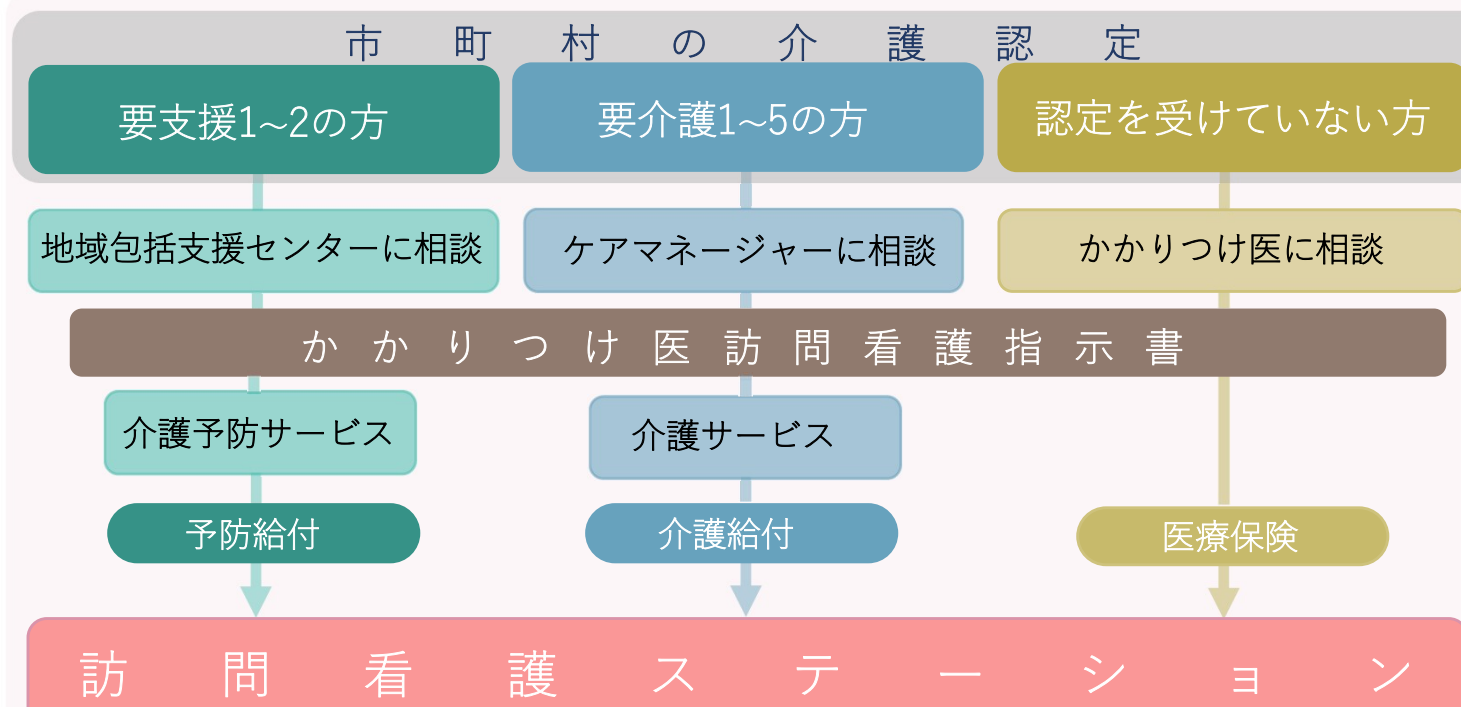 市町村の介護認定
要支援1~2の方
要介護1~5の方
認定を受けていない方
地域包括支援センターに相談
ケアマネージャーに相談
かかりつけ医に相談
かかりつけ医訪問看護指示書
介護予防サービス
介護サービス
予防給付
介護給付
医療保険
訪問看護ステーション